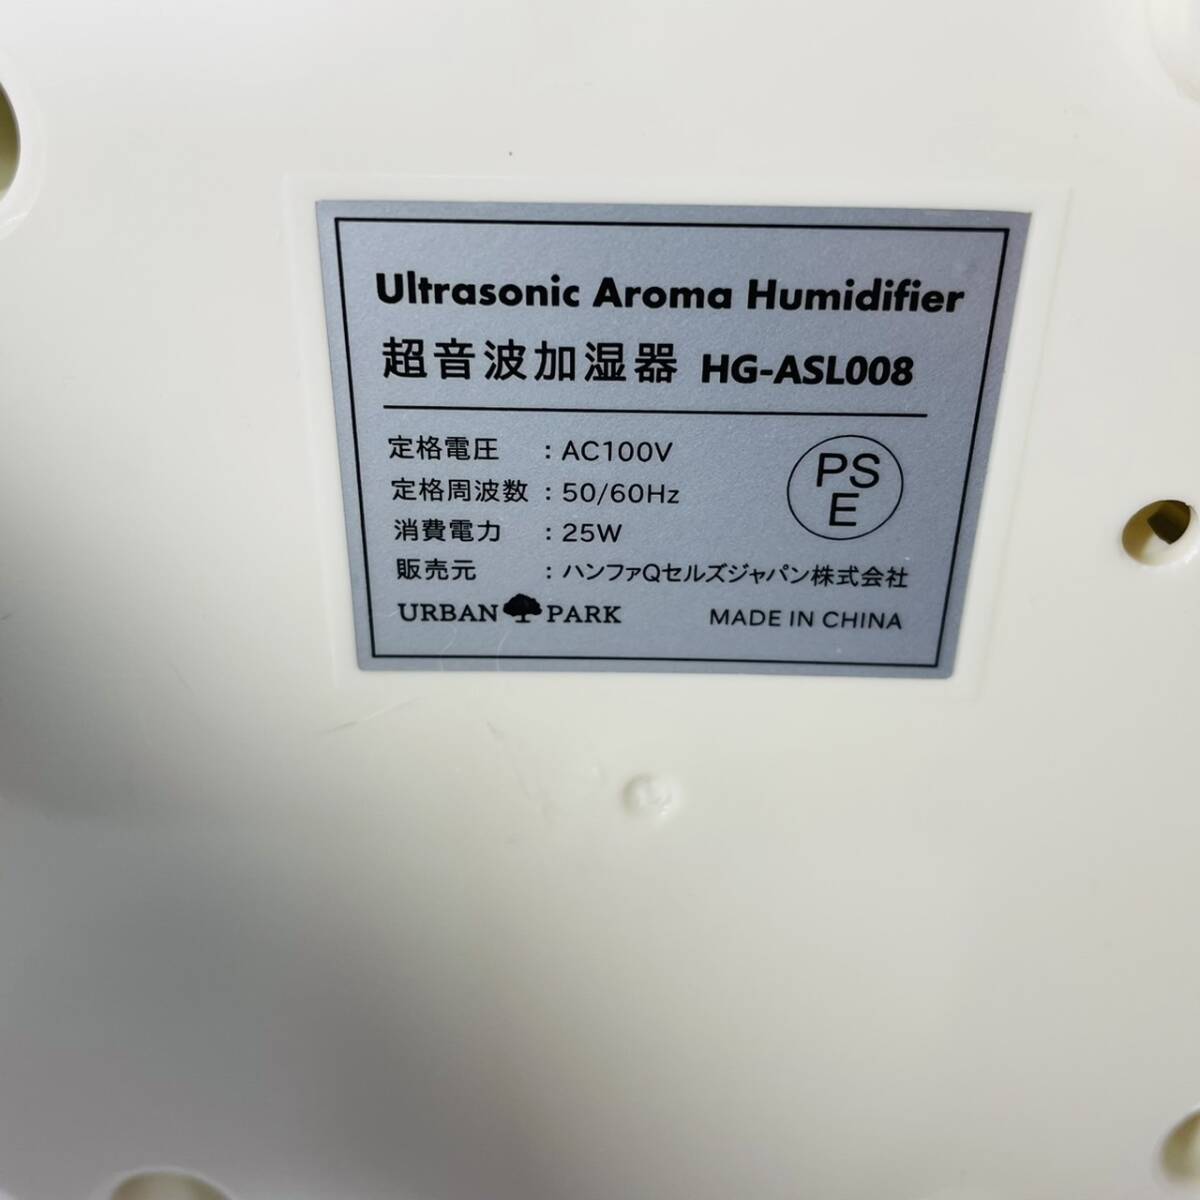 Ultrasonic Aroma Humidifier
超音波加湿器 HG-ASL008
定格電圧 : AC100V
定格周波数 : 50/60Hz
消費電力 : 25W
PS
E
販売元 : ハンファQセルズジャパン株式会社
URBAN PARK MADE IN CHINA